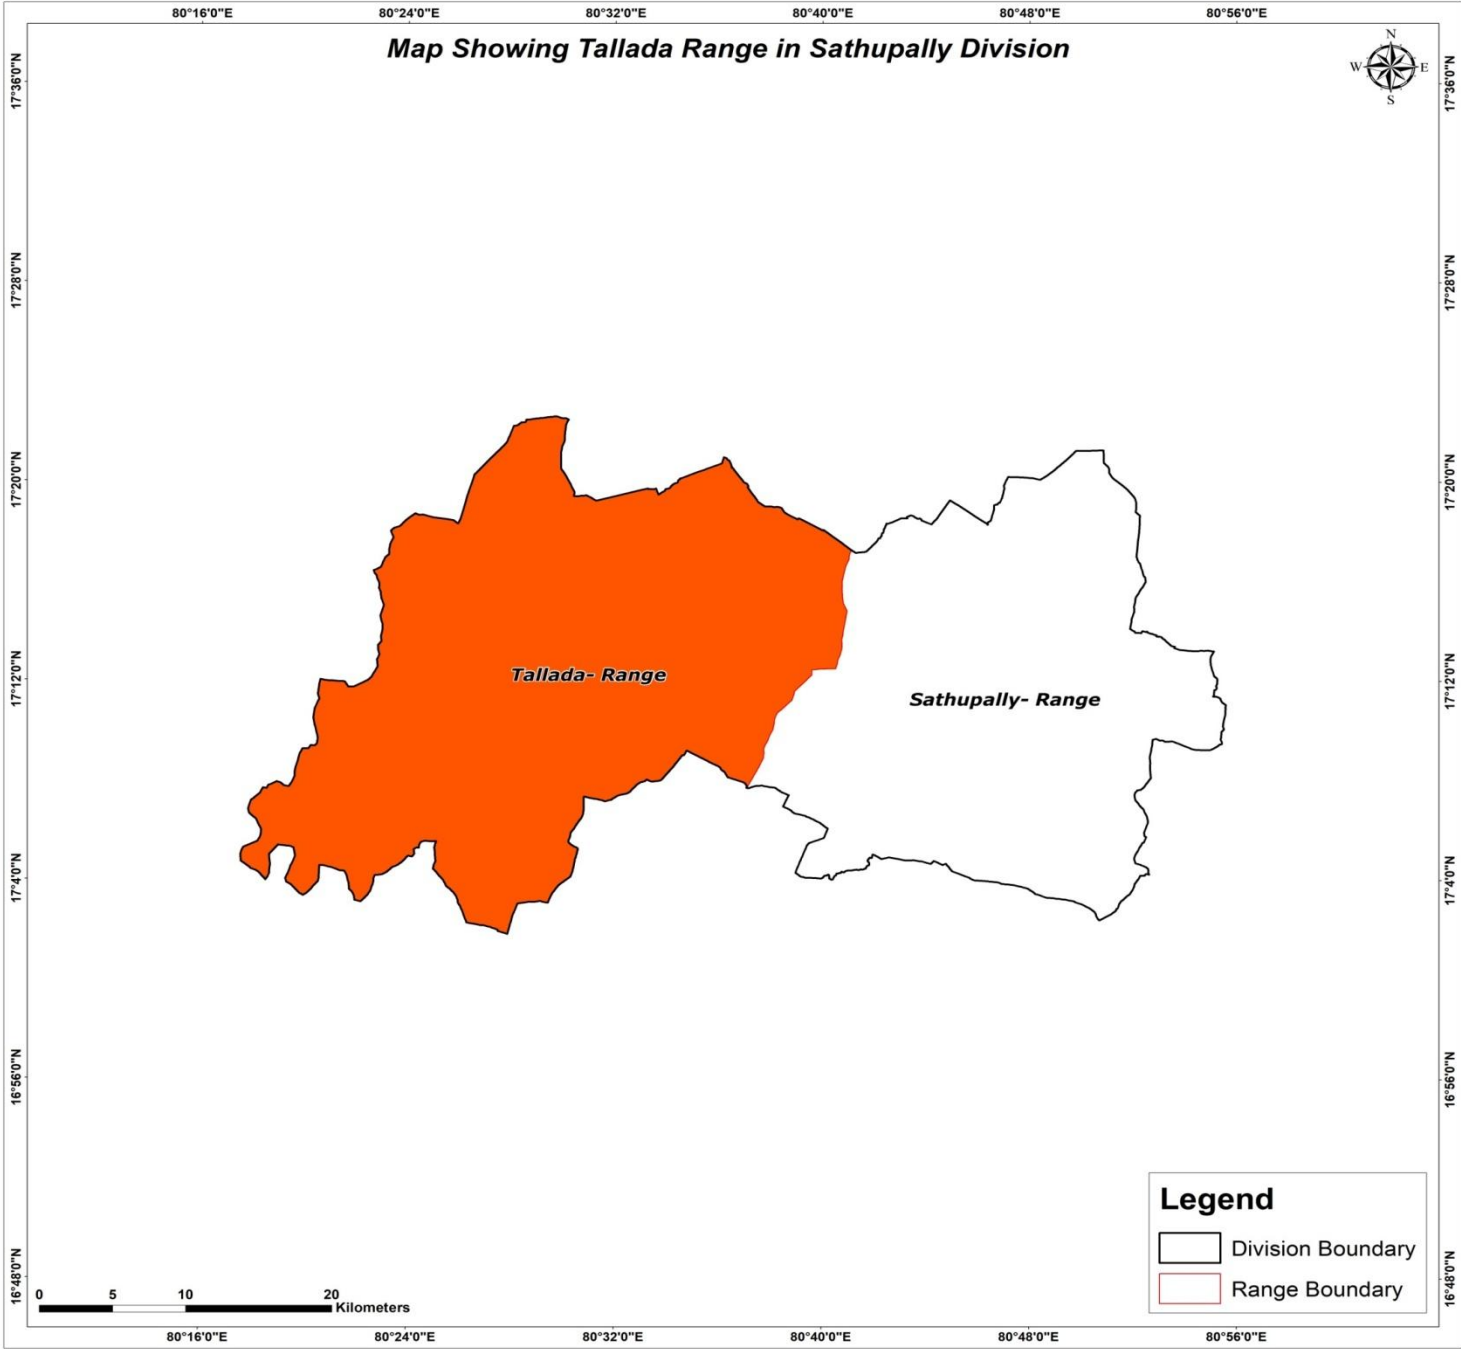 80°16'0"E 80°24'0"E 80°32'0"E 80°40'0"E 80°48'0"E 80°56'0"E
Map Showing Tallada Range in Sathupally Division
N
W E
S
17°36'0"N 17°36'0"N
17°28'0"N 17°28'0"N
17°20'0"N 17°20'0"N
17°12'0"N 17°12'0"N
Tallada- Range
Sathupally- Range
17°4'0"N 17°4'0"N
16°56'0"N 16°56'0"N
Legend
Division Boundary
Range Boundary
16°48'0"N 16°48'0"N
0 5 10 20
Kilometers
80°16'0"E 80°24'0"E 80°32'0"E 80°40'0"E 80°48'0"E 80°56'0"E